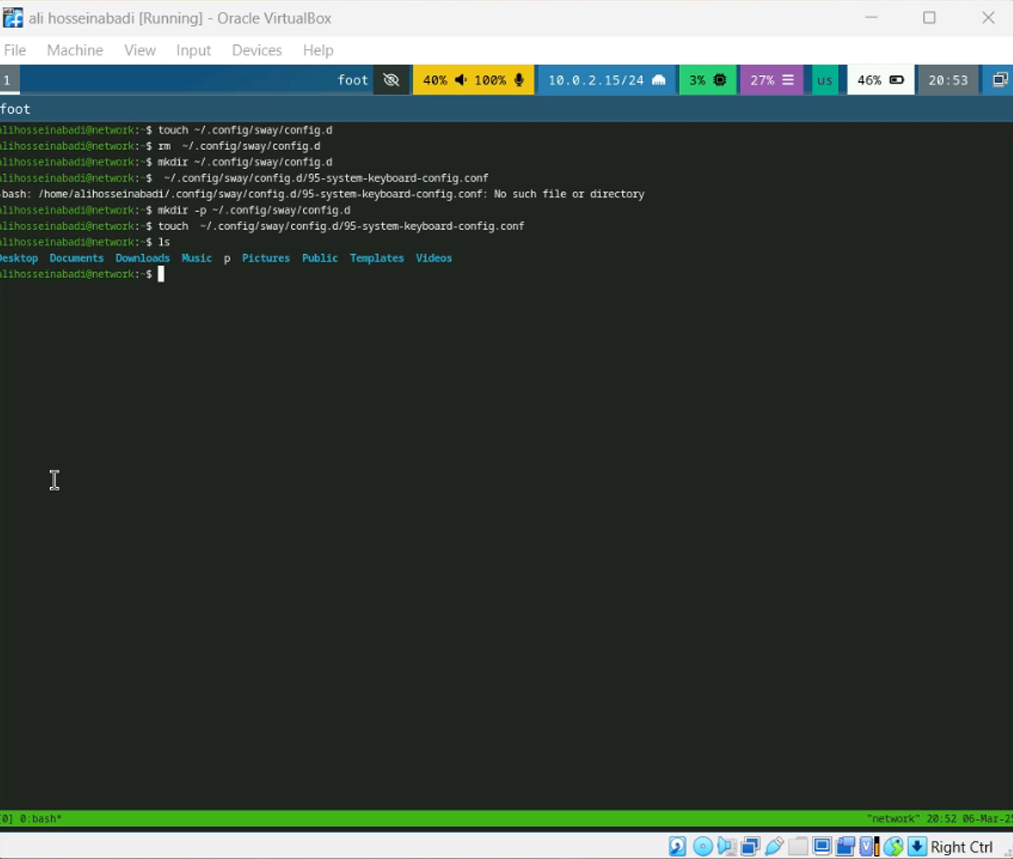 ali hosseinabadi [Running] - Oracle VirtualBox
File Machine View Input Devices Help
1 foot 40% 100% 10.0.2.15/24 3% 27% us 46% 20:53
foot
alihosseinabadi@network:~$ touch ~/.config/sway/config.d
alihosseinabadi@network:~$ rm  ~/.config/sway/config.d
alihosseinabadi@network:~$ mkdir ~/.config/sway/config.d
alihosseinabadi@network:~$  ~/.config/sway/config.d/95-system-keyboard-config.conf
-bash: /home/alihosseinabadi/.config/sway/config.d/95-system-keyboard-config.conf: No such file or directory
alihosseinabadi@network:~$ mkdir -p ~/.config/sway/config.d
alihosseinabadi@network:~$ touch  ~/.config/sway/config.d/95-system-keyboard-config.conf
alihosseinabadi@network:~$ ls
Desktop Documents Downloads Music p Pictures Public Templates Videos
alihosseinabadi@network:~$
[0] 0:bash* "network" 20:52 06-Mar-25
Right Ctrl